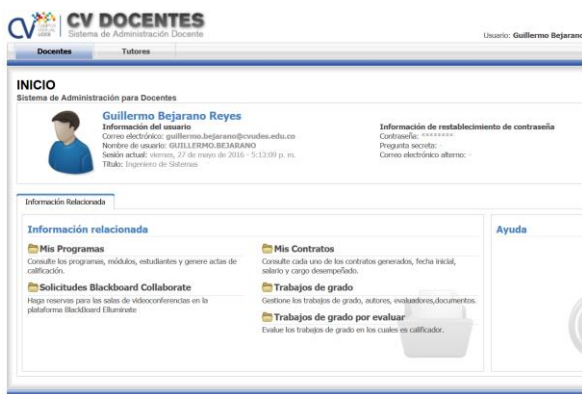 CV DOCENTES
Sistema de Administración Docente
Usuario: Guillermo Bejarano
Docentes Tutores
INICIO
Sistema de Administración para Docentes
Guillermo Bejarano Reyes
Información del usuario
Correo electrónico: guillermo.bejarano@cvudes.edu.co
Nombre de usuario: GUILLERMO.BEJARANO
Sesión actual: viernes, 27 de mayo de 2016 - 5:13:09 p. m.
Título: Ingeniero de Sistemas
Información de restablecimiento de contraseña
Contraseña: ********
Pregunta secreta: -
Correo electrónico alterno: -
Información Relacionada
Información relacionada
Mis Programas
Consulte los programas, módulos, estudiantes y genere actas de
calificación.
Solicitudes Blackboard Collaborate
Haga reservas para las salas de videoconferencias en la
plataforma BlackBoard Elluminate
Mis Contratos
Consulte cada uno de los contratos generados, fecha inicial,
salario y cargo desempeñado.
Trabajos de grado
Gestione los trabajos de grado, autores, evaluadores,documentos.
Trabajos de grado por evaluar
Evalue los trabajos de grado en los cuales es calificador.
Ayuda